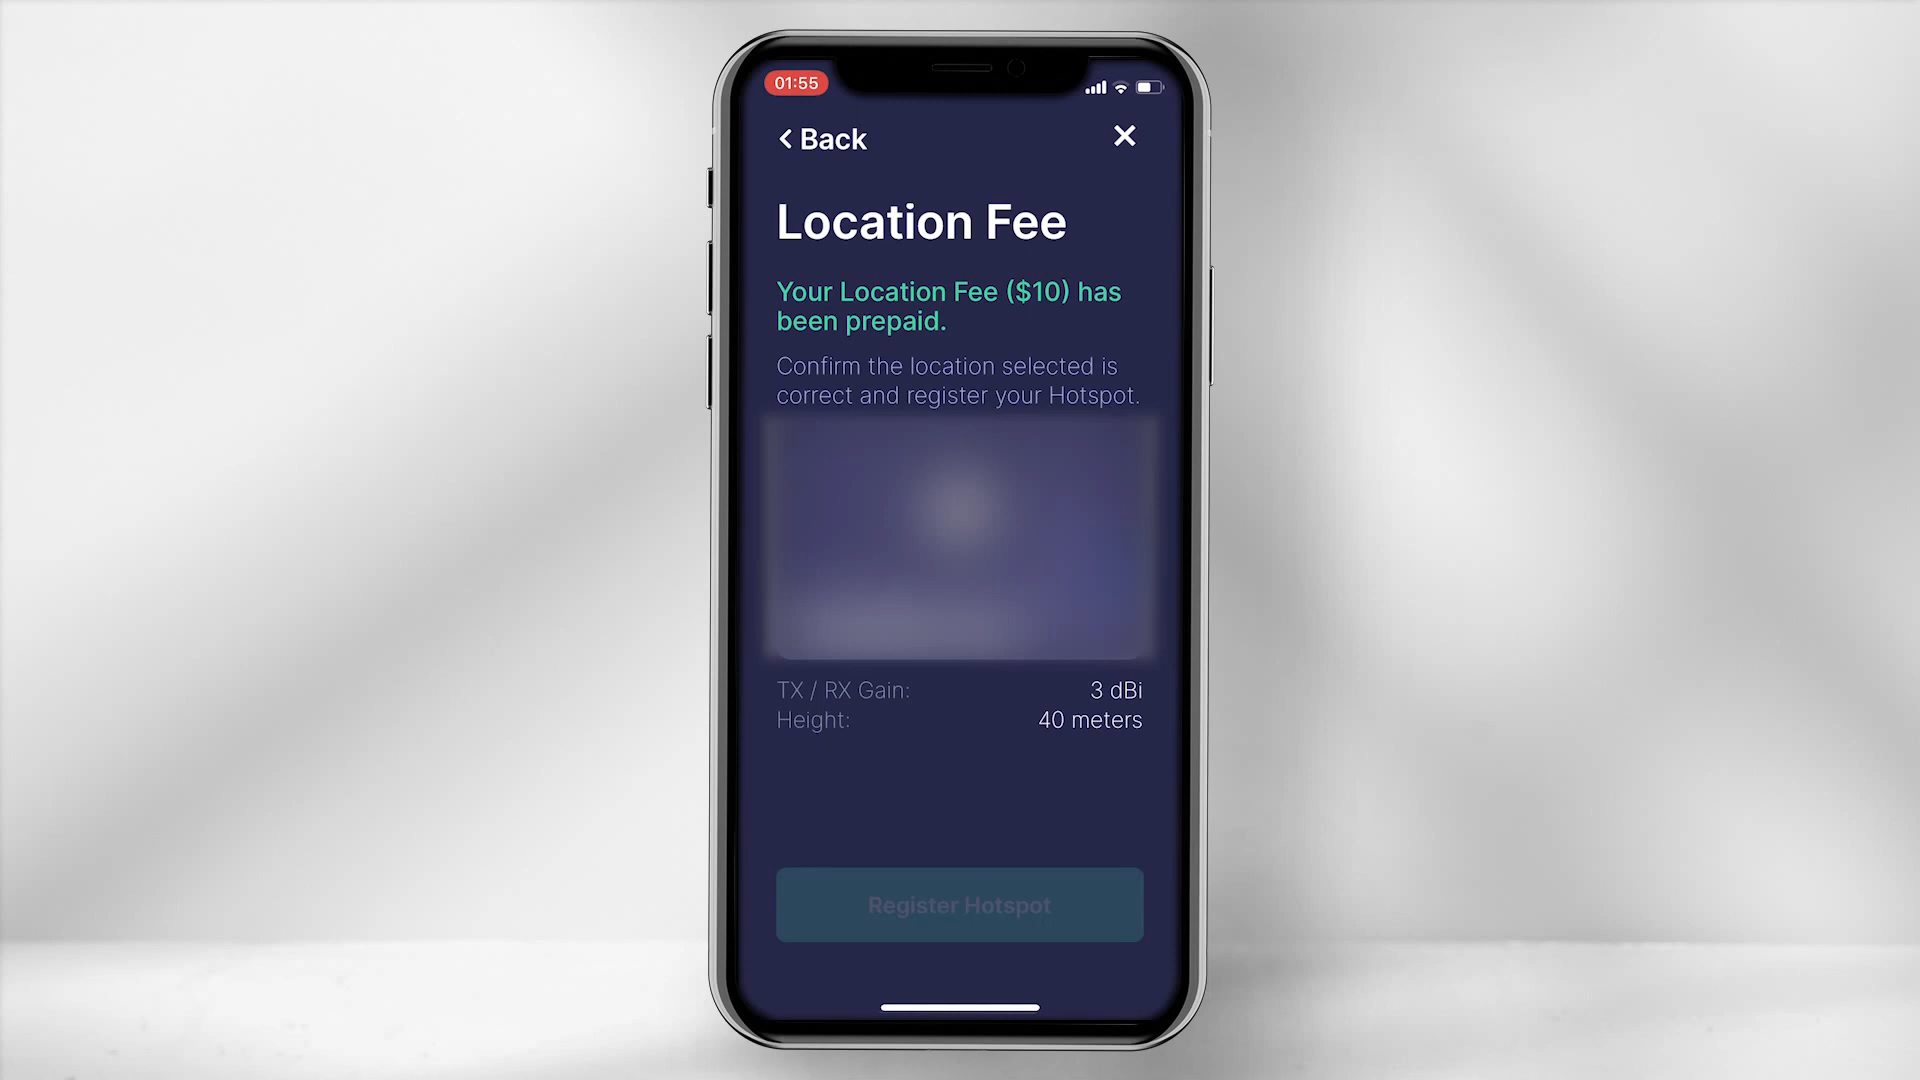 01:55
Back
Location Fee
Your Location Fee ($10) has
been prepaid.
Confirm the location selected is
correct and register your Hotspot.
TX / RX Gain: 3 dBi
Height: 40 meters
Register Hotspot